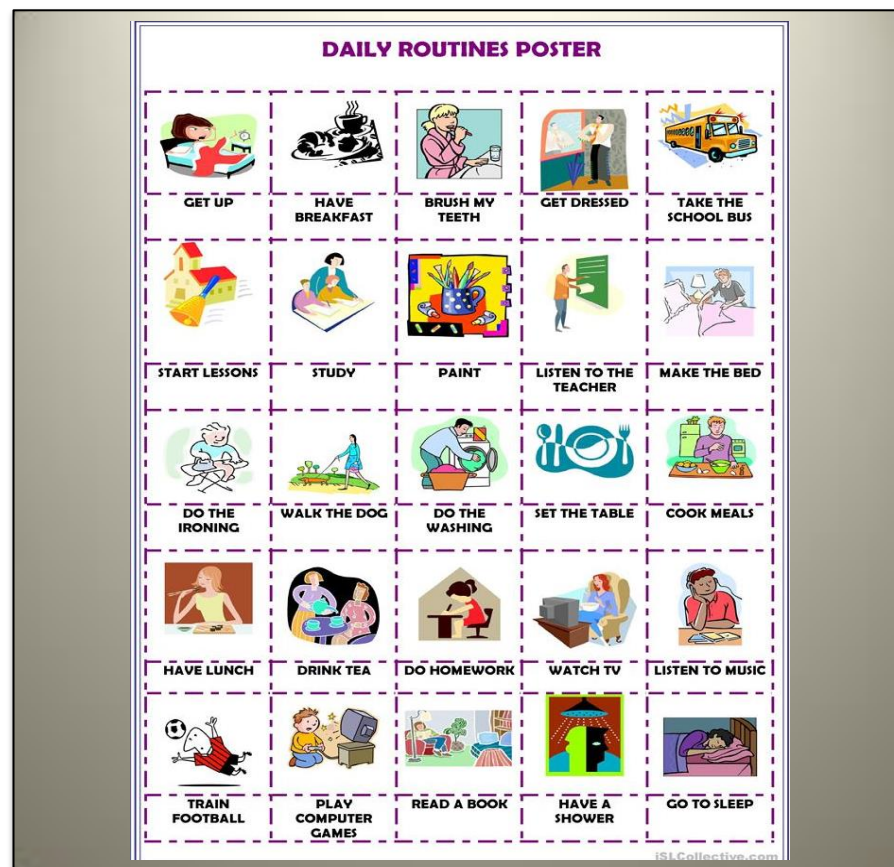 DAILY ROUTINES POSTER
GET UP
HAVE
BREAKFAST
BRUSH MY
TEETH
GET DRESSED
TAKE THE
SCHOOL BUS
START LESSONS
STUDY
PAINT
LISTEN TO THE
TEACHER
MAKE THE BED
DO THE
IRONING
WALK THE DOG
DO THE
WASHING
SET THE TABLE
COOK MEALS
HAVE LUNCH
DRINK TEA
DO HOMEWORK
WATCH TV
LISTEN TO MUSIC
TRAIN
FOOTBALL
PLAY
COMPUTER
GAMES
READ A BOOK
HAVE A
SHOWER
GO TO SLEEP
iSLCollective.com